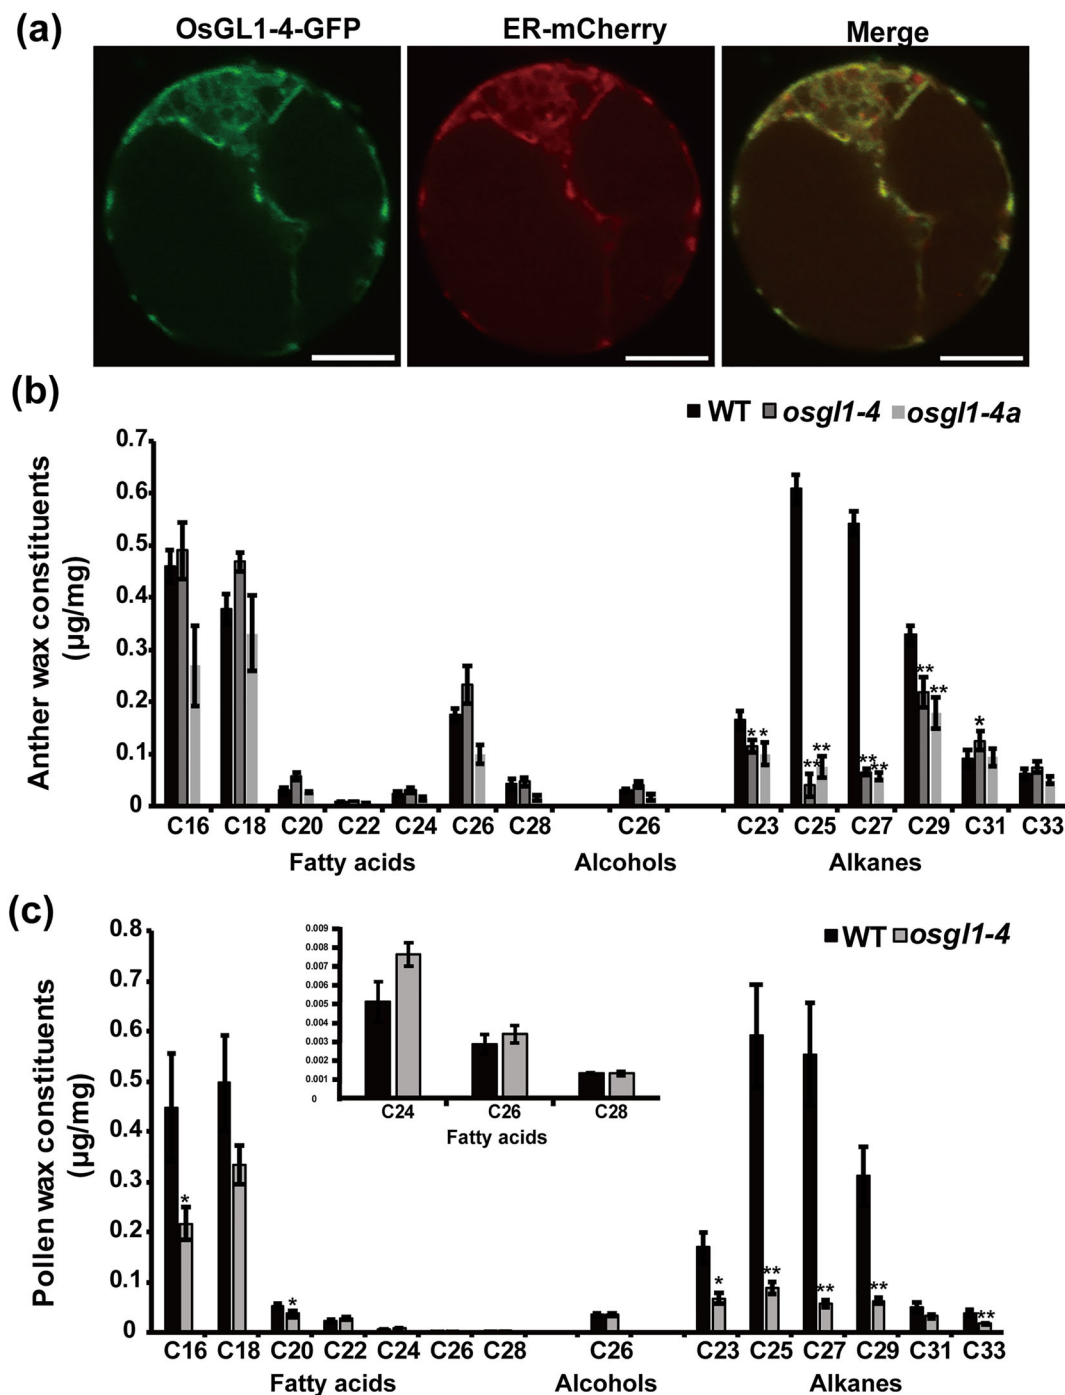 (a)
OsGL1-4-GFP
ER-mCherry
Merge
(b)
WT osgl1-4 osgl1-4a
Anther wax constituents
(µg/mg)
0.7
0.6
0.5
0.4
0.3
0.2
0.1
0
** ** ** ** ** ** ** *
C16 C18 C20 C22 C24 C26 C28 C26 C23 C25 C27 C29 C31 C33
Fatty acids Alcohols Alkanes
(c)
WT osgl1-4
Pollen wax constituents
(µg/mg)
0.8
0.7
0.6
0.5
0.4
0.3
0.2
0.1
0
0.009
0.008
0.007
0.006
0.005
0.004
0.003
0.002
0.001
0
C24 C26 C28
Fatty acids
* * * ** ** ** **
C16 C18 C20 C22 C24 C26 C28 C26 C23 C25 C27 C29 C31 C33
Fatty acids Alcohols Alkanes